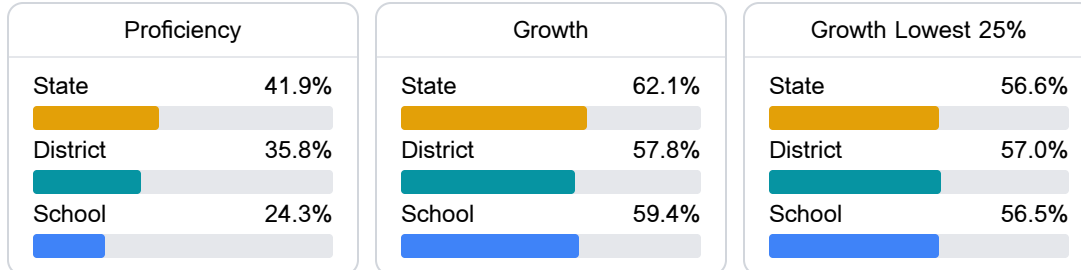 Proficiency
State 41.9%
District 35.8%
School 24.3%
Growth
State 62.1%
District 57.8%
School 59.4%
Growth Lowest 25%
State 56.6%
District 57.0%
School 56.5%